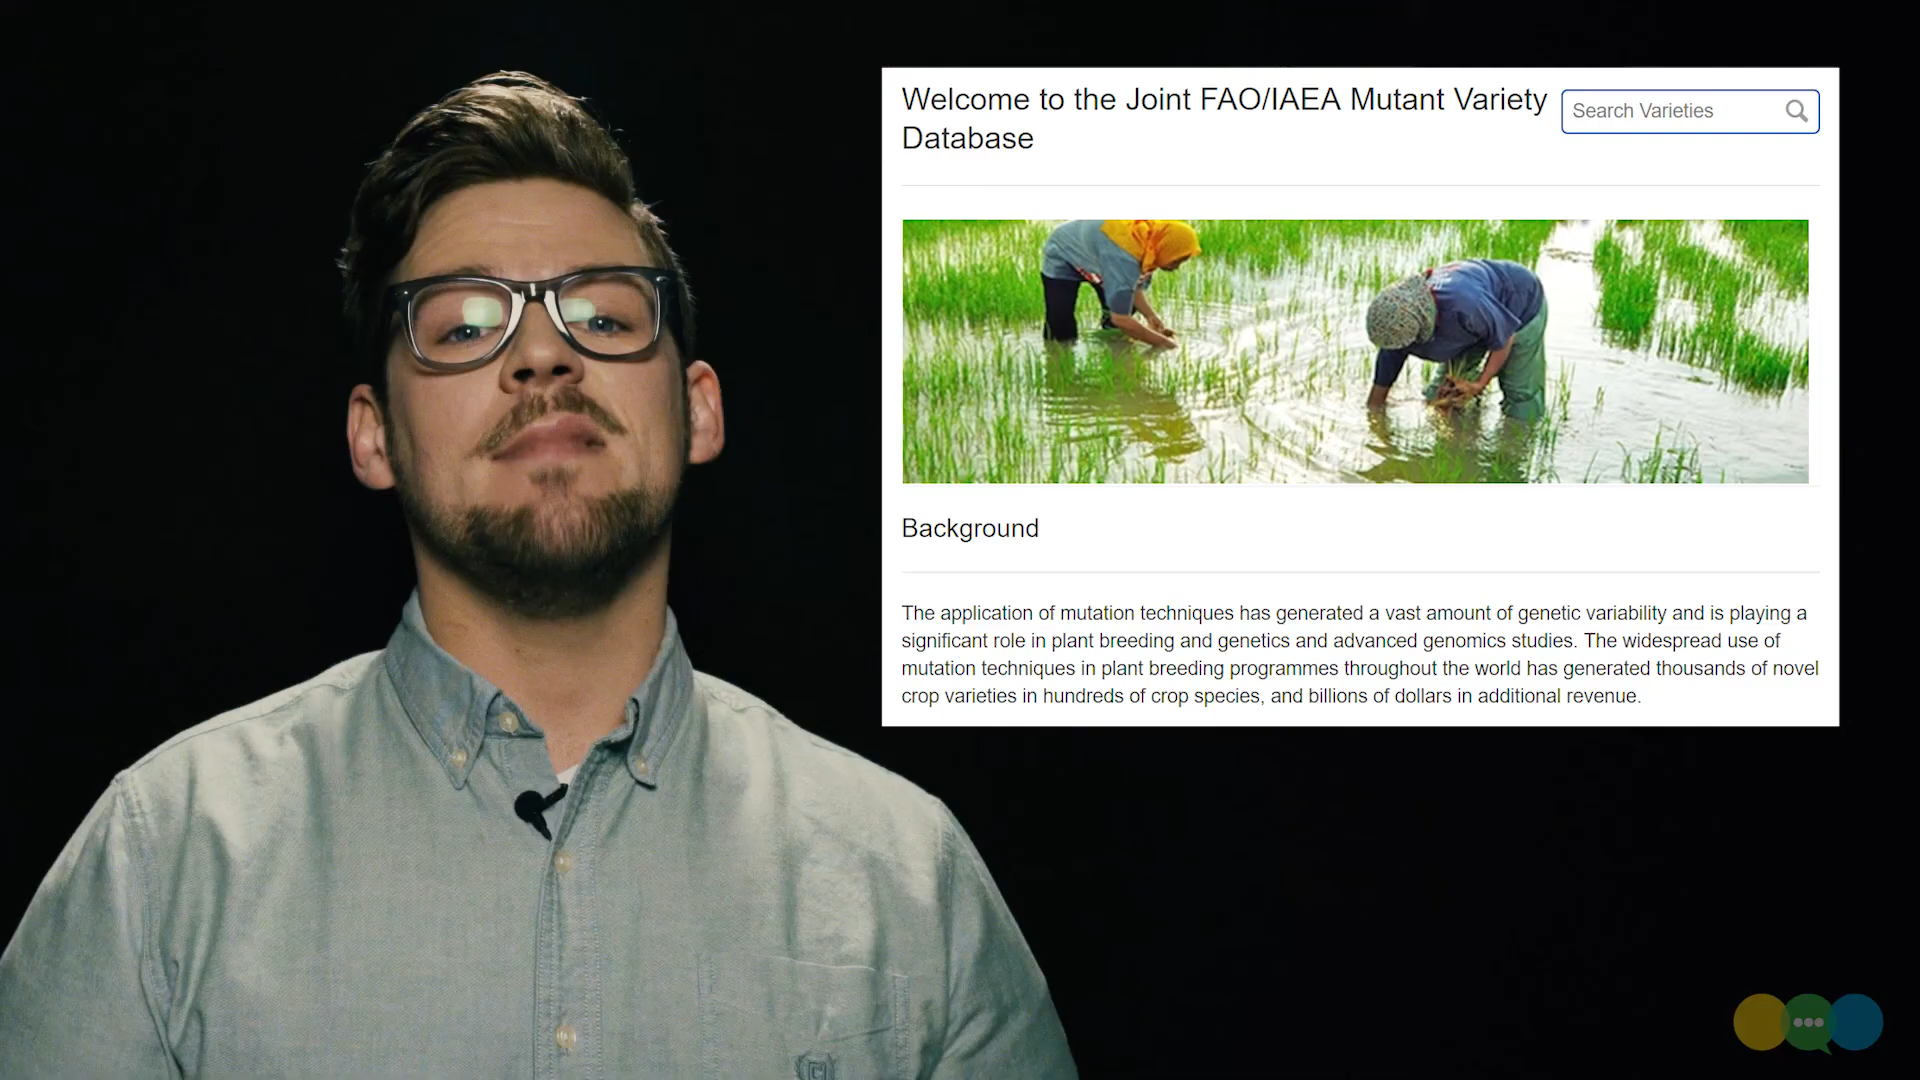 Welcome to the Joint FAO/IAEA Mutant Variety
Database
Search Varieties
Background
The application of mutation techniques has generated a vast amount of genetic variability and is playing a
significant role in plant breeding and genetics and advanced genomics studies. The widespread use of
mutation techniques in plant breeding programmes throughout the world has generated thousands of novel
crop varieties in hundreds of crop species, and billions of dollars in additional revenue.